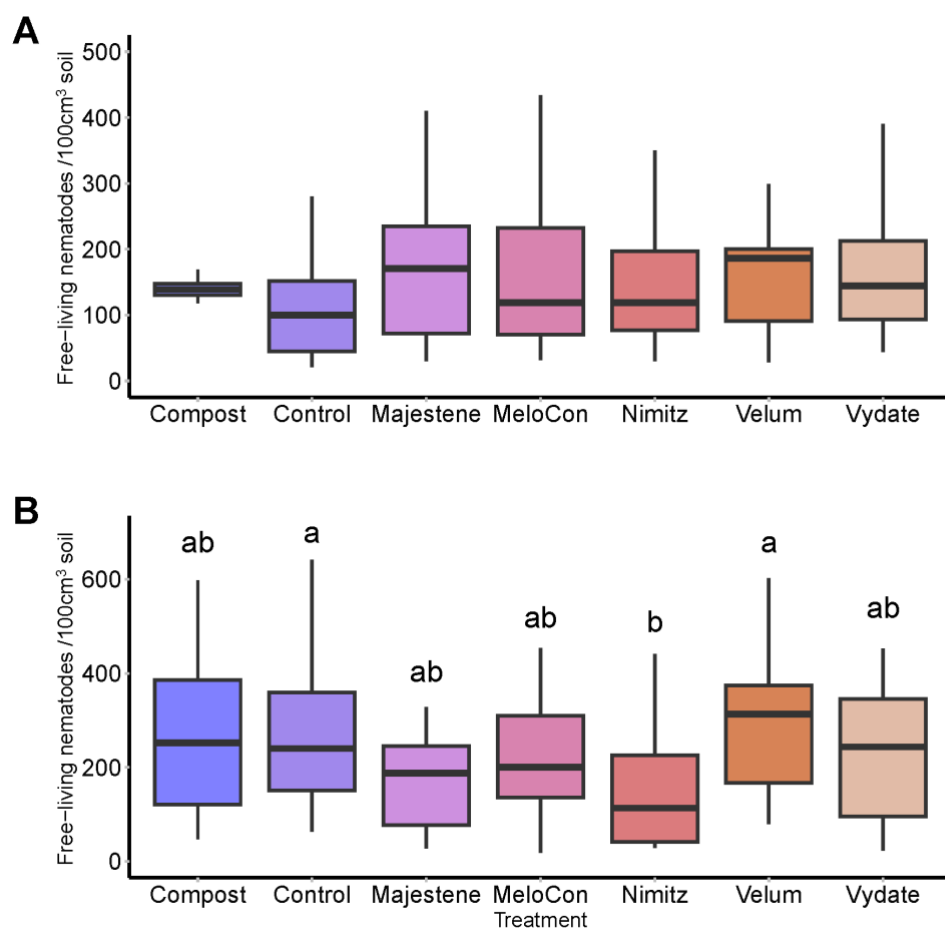 A
Free−living nematodes /100cm³ soil
500
400
300
200
100
0
Compost Control Majestene MeloCon Nimitz Velum Vydate
B
Free−living nematodes /100cm³ soil
600
400
200
0
ab a ab ab b a ab
Compost Control Majestene MeloCon Nimitz Velum Vydate
Treatment